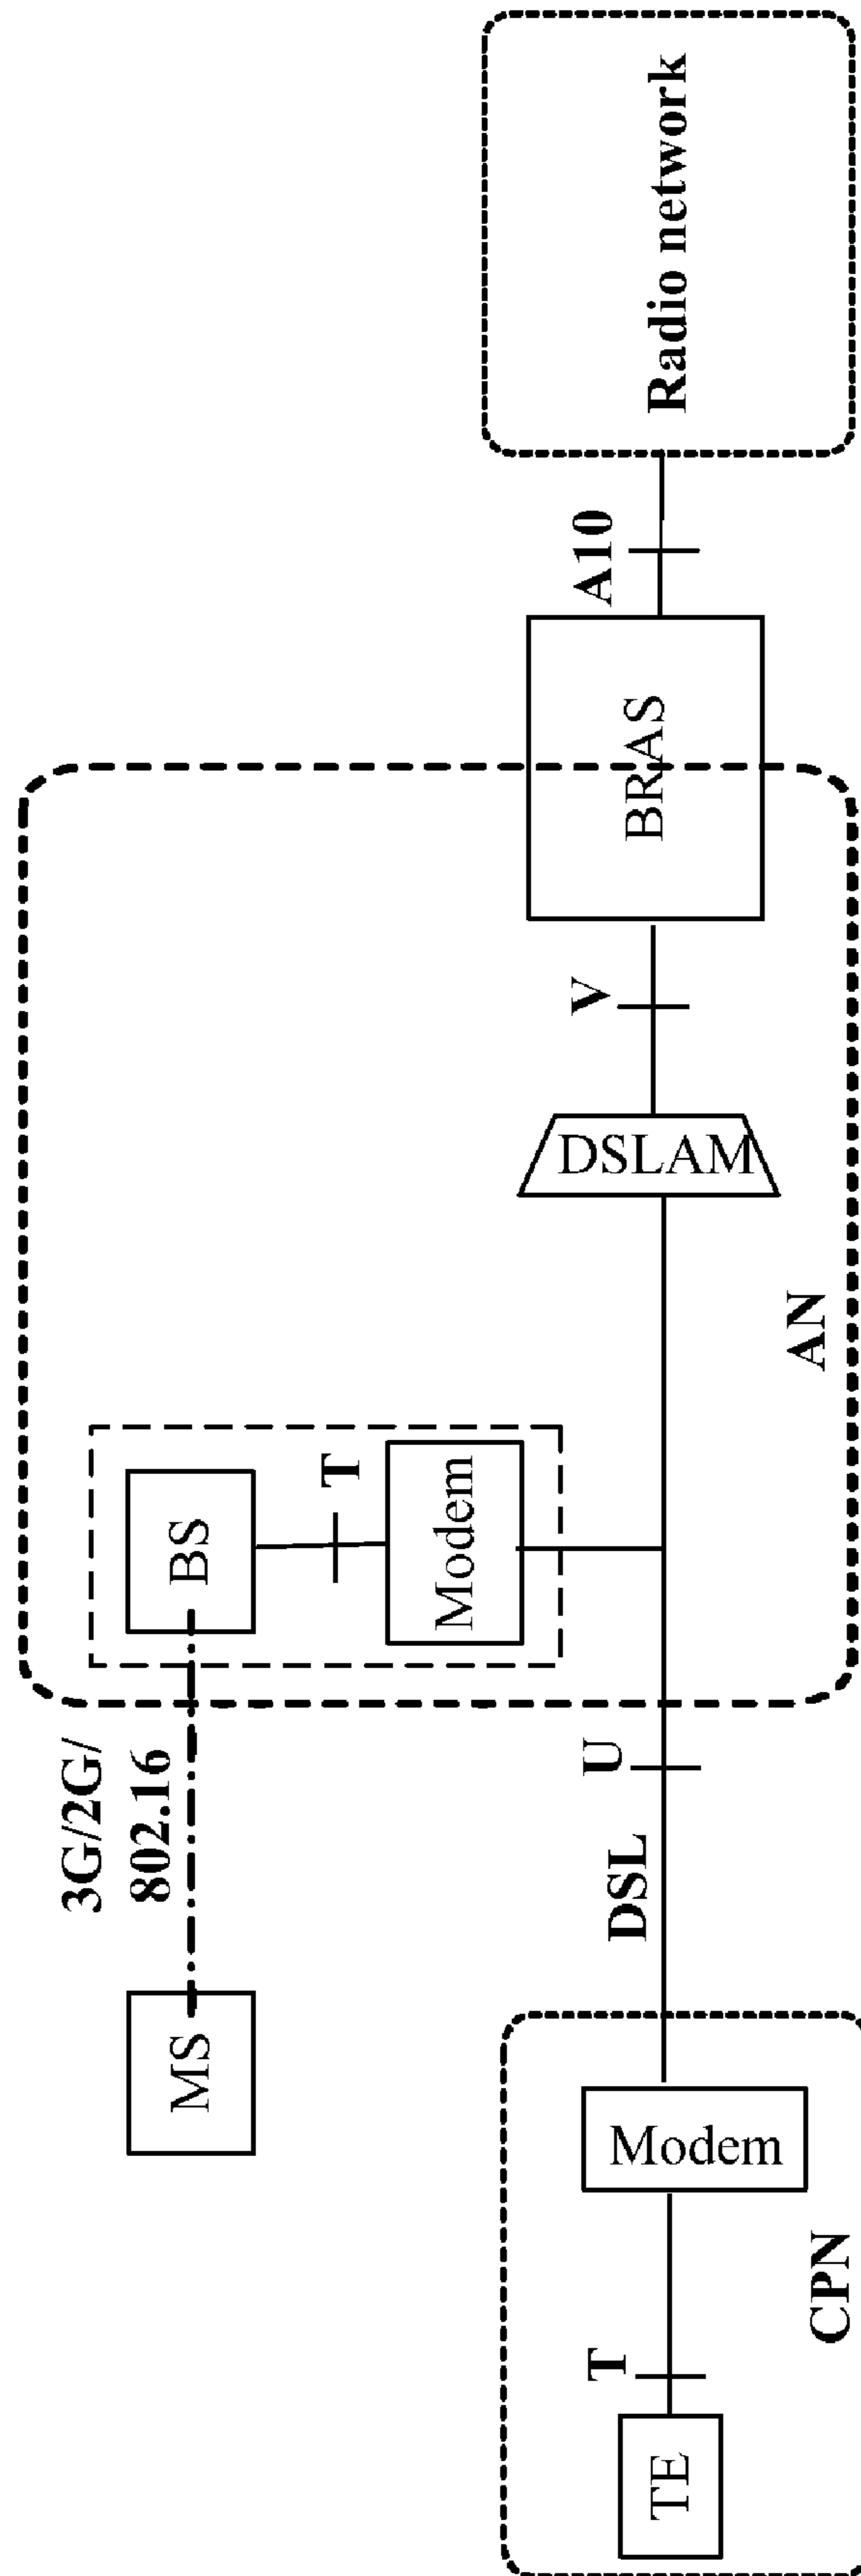 3G/2G/
802.16
MS
BS
T
Modem
TE
T
Modem
CPN
DSL
U
DSLAM
AN
V
BRAS
A10
Radio network